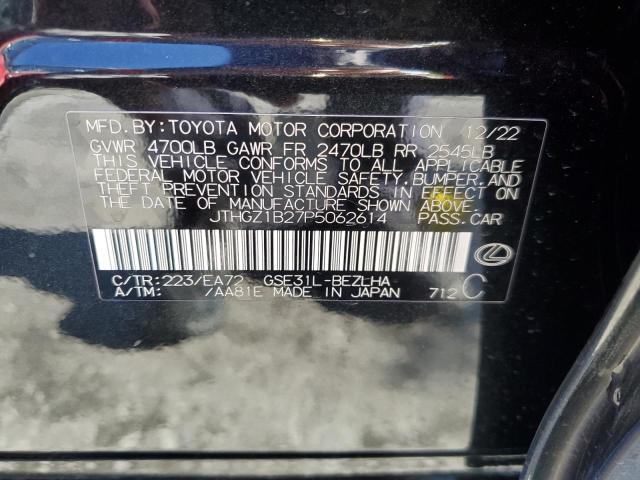 MFD. BY: TOYOTA MOTOR CORPORATION 12/22
GVWR 4700LB GAWR FR 2470LB RR 2545LB
THIS VEHICLE CONFORMS TO ALL APPLICABLE
FEDERAL MOTOR VEHICLE SAFETY, BUMPER, AND
THEFT PREVENTION STANDARDS IN EFFECT ON
THE DATE OF MANUFACTURE SHOWN ABOVE.
JTHGZ1B27P5062614 PASS.CAR
C/TR: 223/EA72 GSE31L-BEZLHA
A/TM: /AA81E MADE IN JAPAN 712 C